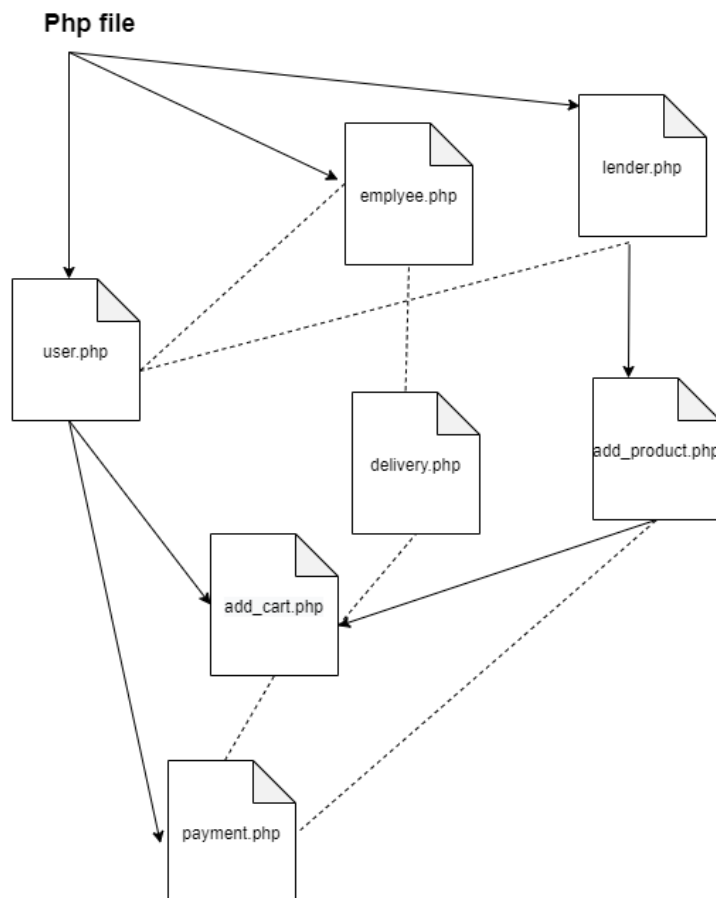 Php file
lender.php
emplyee.php
user.php
add_product.php
delivery.php
add_cart.php
payment.php